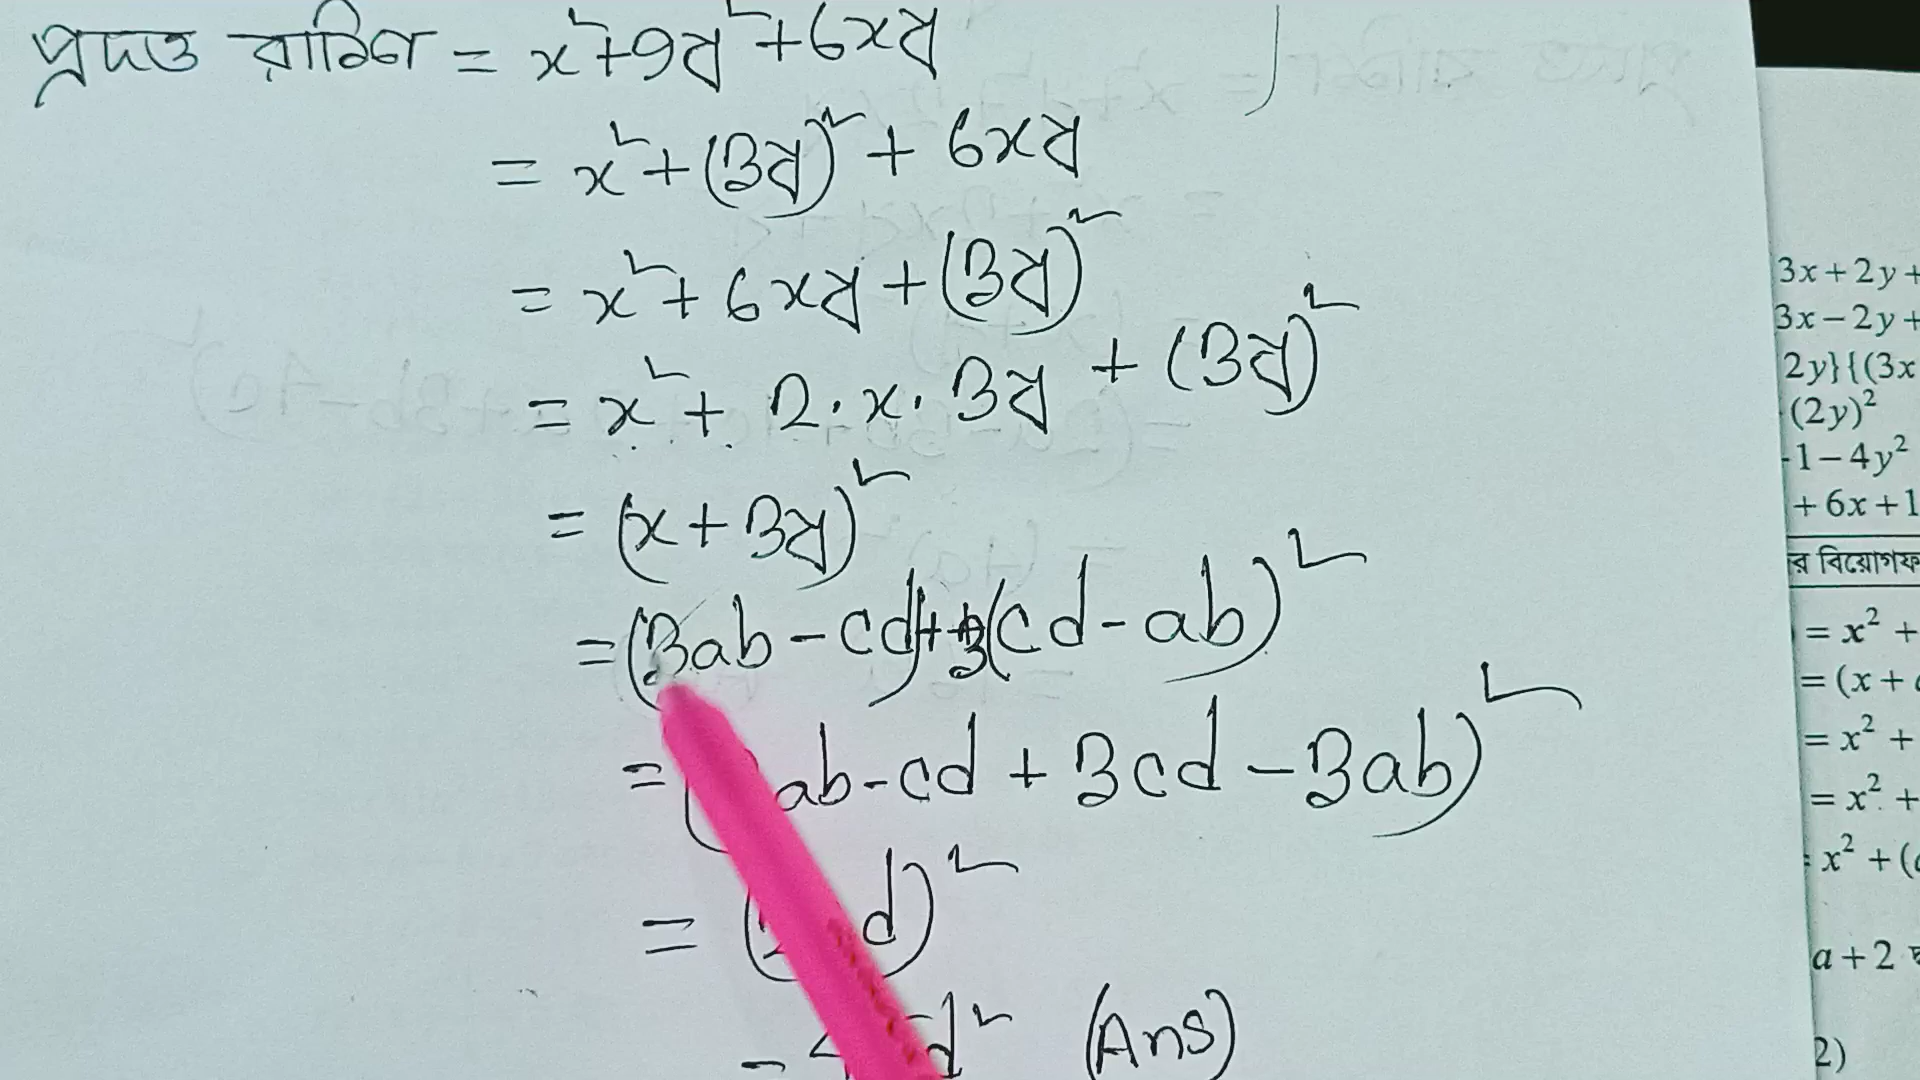 প্রদত্ত রাশি = x²+9y²+6xy
= x²+(3y)²+ 6xy
= x²+ 6xy +(3y)²
= x²+ 2·x·3y + (3y)²
= (x+3y)²
= {(3ab-cd)+3(cd-ab)}²
= ab-cd + 3cd-3ab)²
= ( d)²
d² (Ans)
3x+2y+
3x-2y+
2y}{(3x
(2y)²
-1-4y²
+6x+1
র বিয়োগফ
= x² +
= (x+
= x² +
= x² +
= x² +(
a+2
2)